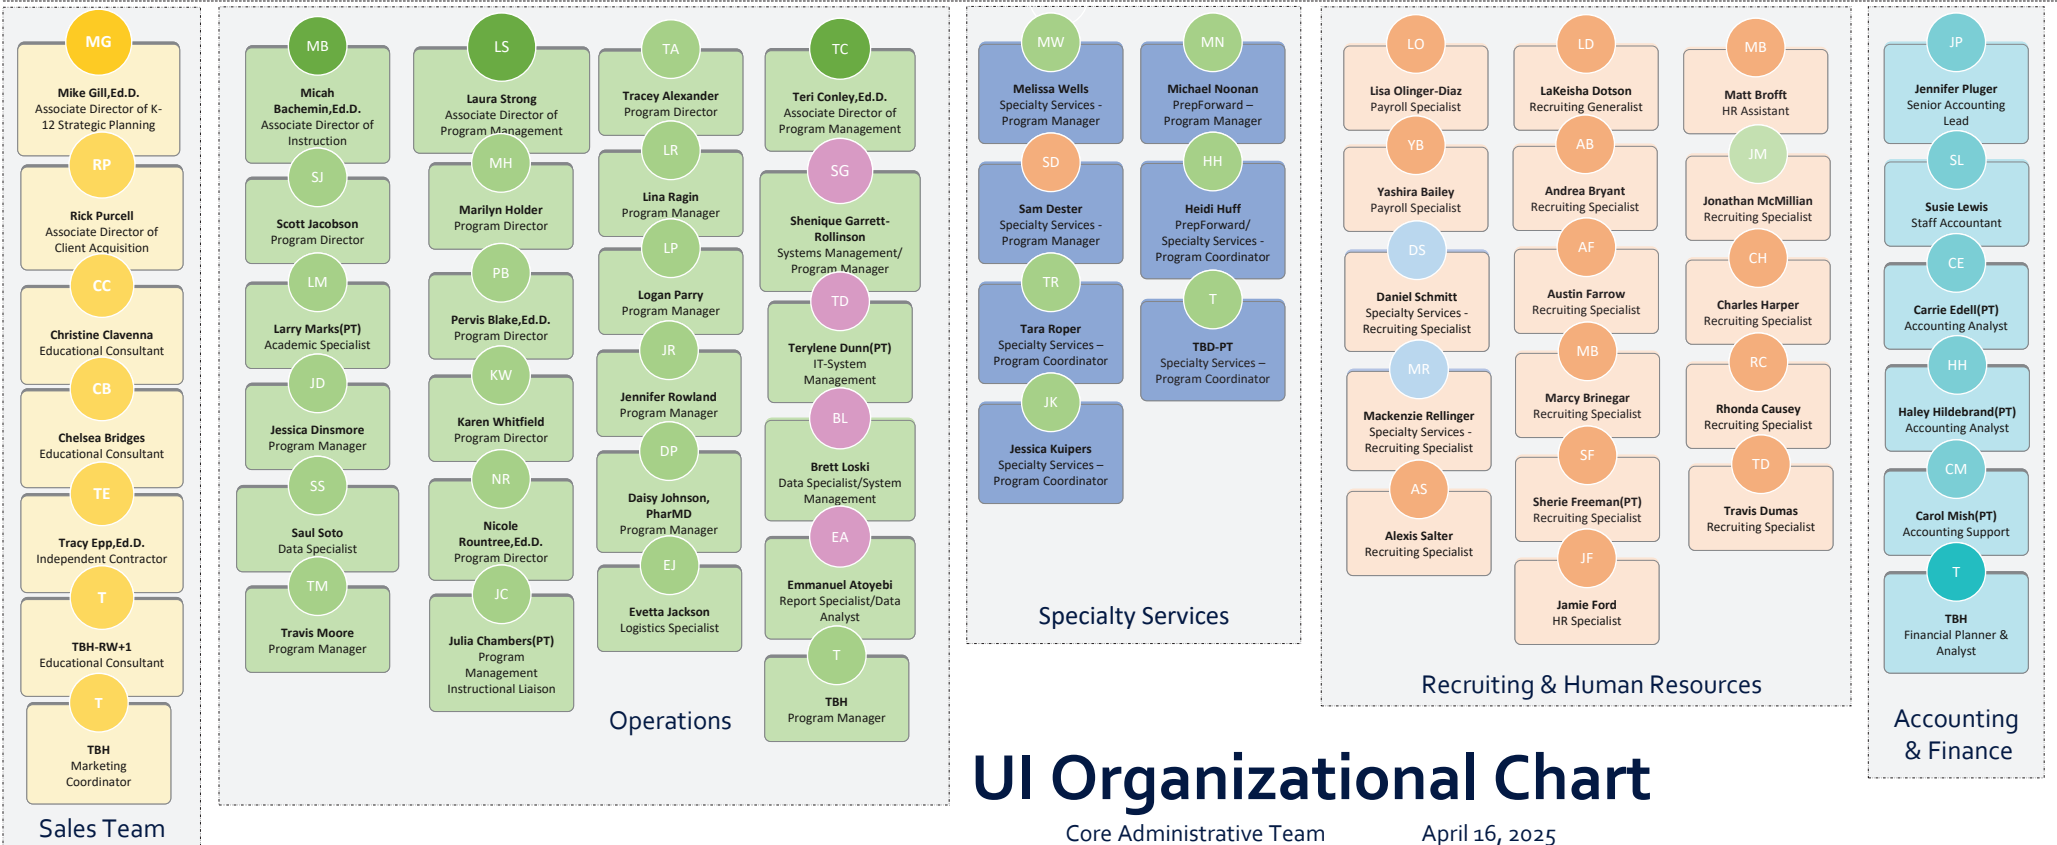 MG
Mike Gill,Ed.D.
Associate Director of K-
12 Strategic Planning
RP
Rick Purcell
Associate Director of
Client Acquisition
CC
Christine Clavenna
Educational Consultant
CB
Chelsea Bridges
Educational Consultant
TE
Tracy Epp,Ed.D.
Independent Contractor
T
TBH-RW+1
Educational Consultant
T
TBH
Marketing
Coordinator
Sales Team
MB
Micah
Bachemin,Ed.D.
Associate Director of
Instruction
SJ
Scott Jacobson
Program Director
LM
Larry Marks(PT)
Academic Specialist
JD
Jessica Dinsmore
Program Manager
SS
Saul Soto
Data Specialist
TM
Travis Moore
Program Manager
LS
Laura Strong
Associate Director of
Program Management
MH
Marilyn Holder
Program Director
PB
Pervis Blake,Ed.D.
Program Director
KW
Karen Whitfield
Program Director
NR
Nicole
Rountree,Ed.D.
Program Director
JC
Julia Chambers(PT)
Program
Management
Instructional Liaison
TA
Tracey Alexander
Program Director
LR
Lina Ragin
Program Manager
LP
Logan Parry
Program Manager
JR
Jennifer Rowland
Program Manager
DP
Daisy Johnson,
PharMD
Program Manager
EJ
Evetta Jackson
Logistics Specialist
TC
Teri Conley,Ed.D.
Associate Director of
Program Management
SG
Shenique Garrett-
Rollinson
Systems Management/
Program Manager
TD
Terylene Dunn(PT)
IT-System
Management
BL
Brett Loski
Data Specialist/System
Management
EA
Emmanuel Atoyebi
Report Specialist/Data
Analyst
T
TBH
Program Manager
Operations
MW
Melissa Wells
Specialty Services -
Program Manager
SD
Sam Dester
Specialty Services -
Program Manager
TR
Tara Roper
Specialty Services –
Program Coordinator
JK
Jessica Kuipers
Specialty Services –
Program Coordinator
MN
Michael Noonan
PrepForward –
Program Manager
HH
Heidi Huff
PrepForward/
Specialty Services -
Program Coordinator
T
TBD-PT
Specialty Services –
Program Coordinator
Specialty Services
LO
Lisa Olinger-Diaz
Payroll Specialist
YB
Yashira Bailey
Payroll Specialist
DS
Daniel Schmitt
Specialty Services -
Recruiting Specialist
MR
Mackenzie Rellinger
Specialty Services -
Recruiting Specialist
AS
Alexis Salter
Recruiting Specialist
LD
LaKeisha Dotson
Recruiting Generalist
AB
Andrea Bryant
Recruiting Specialist
AF
Austin Farrow
Recruiting Specialist
MB
Marcy Brinegar
Recruiting Specialist
SF
Sherie Freeman(PT)
Recruiting Specialist
JF
Jamie Ford
HR Specialist
MB
Matt Brofft
HR Assistant
JM
Jonathan McMillian
Recruiting Specialist
CH
Charles Harper
Recruiting Specialist
RC
Rhonda Causey
Recruiting Specialist
TD
Travis Dumas
Recruiting Specialist
Recruiting & Human Resources
JP
Jennifer Pluger
Senior Accounting
Lead
SL
Susie Lewis
Staff Accountant
CE
Carrie Edell(PT)
Accounting Analyst
HH
Haley Hildebrand(PT)
Accounting Analyst
CM
Carol Mish(PT)
Accounting Support
T
TBH
Financial Planner &
Analyst
Accounting
& Finance
UI Organizational Chart
Core Administrative Team
April 16, 2025